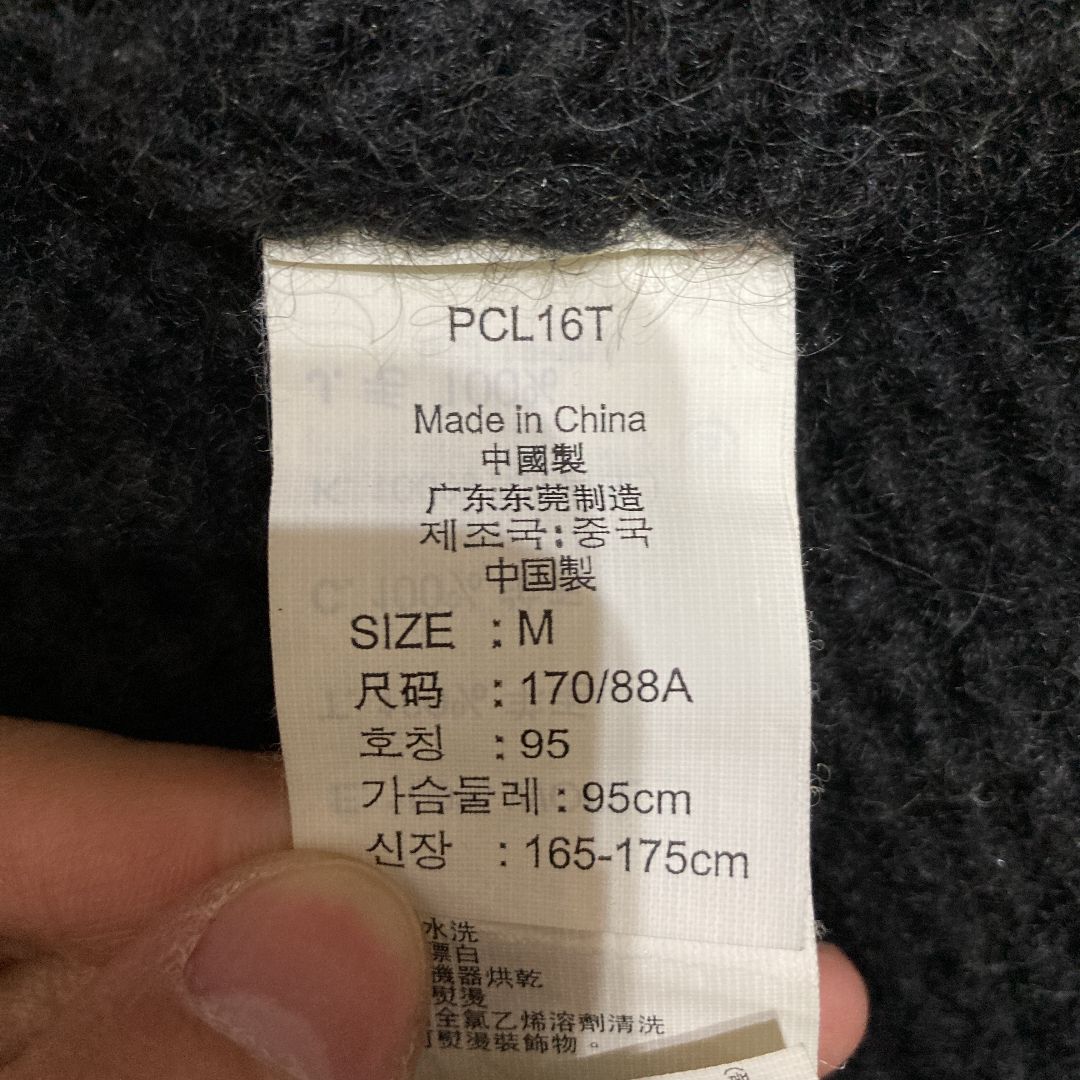 PCL16T
Made in China
中國製
广东东莞制造
제조국:중국
中国製
SIZE : M
尺码 : 170/88A
호칭 : 95
가슴둘레 : 95cm
신장 : 165-175cm
水洗
漂白
機器烘乾
熨燙
全氯乙烯溶劑清洗
熨燙裝飾物。